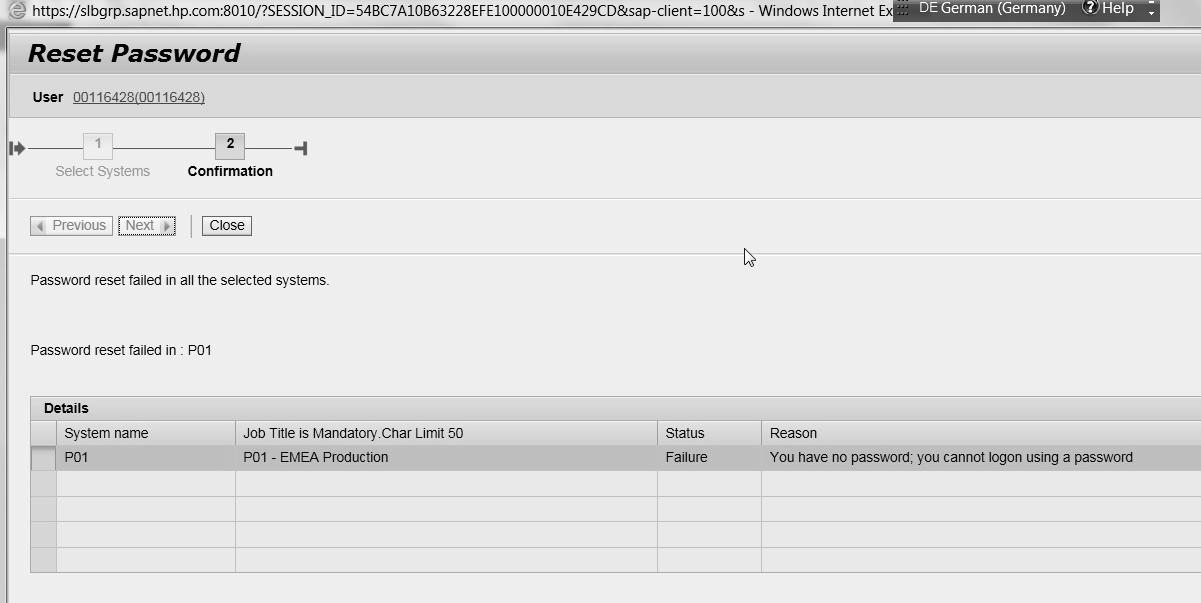 https://slbgrp.sapnet.hp.com:8010/?SESSION_ID=54BC7A10B63228EFE100000010E429CD&sap-client=100&s - Windows Internet Ex
DE German (Germany) Help
Reset Password
User 00116428(00116428)
1 2
Select Systems Confirmation
Previous Next Close
Password reset failed in all the selected systems.
Password reset failed in : P01
Details
System name Job Title is Mandatory.Char Limit 50 Status Reason
P01 P01 - EMEA Production Failure You have no password; you cannot logon using a password